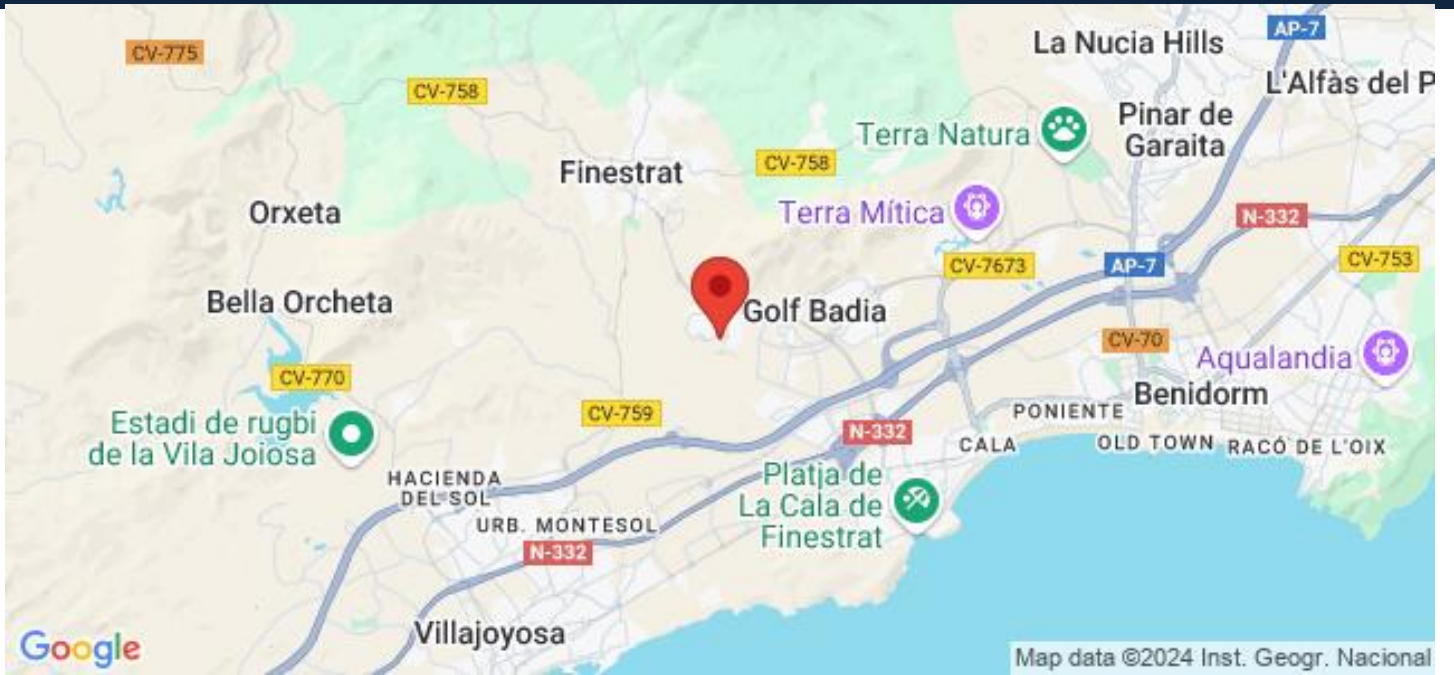 AP-7
La Nucia Hills
CV-775
L'Alfàs del P
CV-758
Pinar de
Garaita
Terra Natura
CV-758
Finestrat
Orxeta
Terra Mítica
N-332
CV-7673
AP-7
CV-753
Bella Orcheta
Golf Badia
CV-70
Aqualandia
CV-770
Benidorm
CV-759
PONIENTE
Estadi de rugbi
de la Vila Joiosa
N-332
CALA
OLD TOWN
RACÓ DE L'OIX
HACIENDA
DEL SOL
Platja de
La Cala de
Finestrat
URB. MONTESOL
N-332
Villajoyosa
Google
Map data ©2024 Inst. Geogr. Nacional